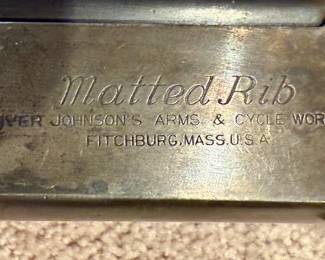 Matted Rib
VER JOHNSON'S ARMS & CYCLE WOR
FITCHBURG, MASS. U.S.A